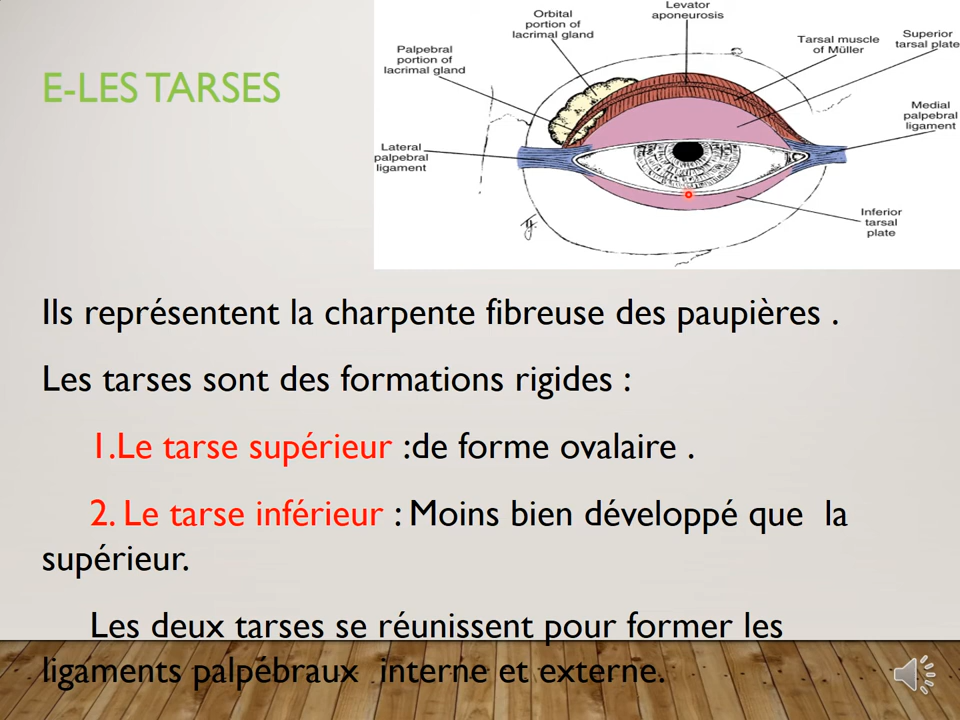 E-LES TARSES
Levator
aponeurosis
Orbital
portion of
lacrimal gland
Palpebral
portion of
lacrimal gland
Tarsal muscle
of Müller
Superior
tarsal plate
Medial
palpebral
ligament
Lateral
palpebral
ligament
Inferior
tarsal
plate
Ils représentent la charpente fibreuse des paupières .
Les tarses sont des formations rigides :
1.Le tarse supérieur :de forme ovalaire .
2. Le tarse inférieur : Moins bien développé que la
supérieur.
Les deux tarses se réunissent pour former les
ligaments palpébraux interne et externe.